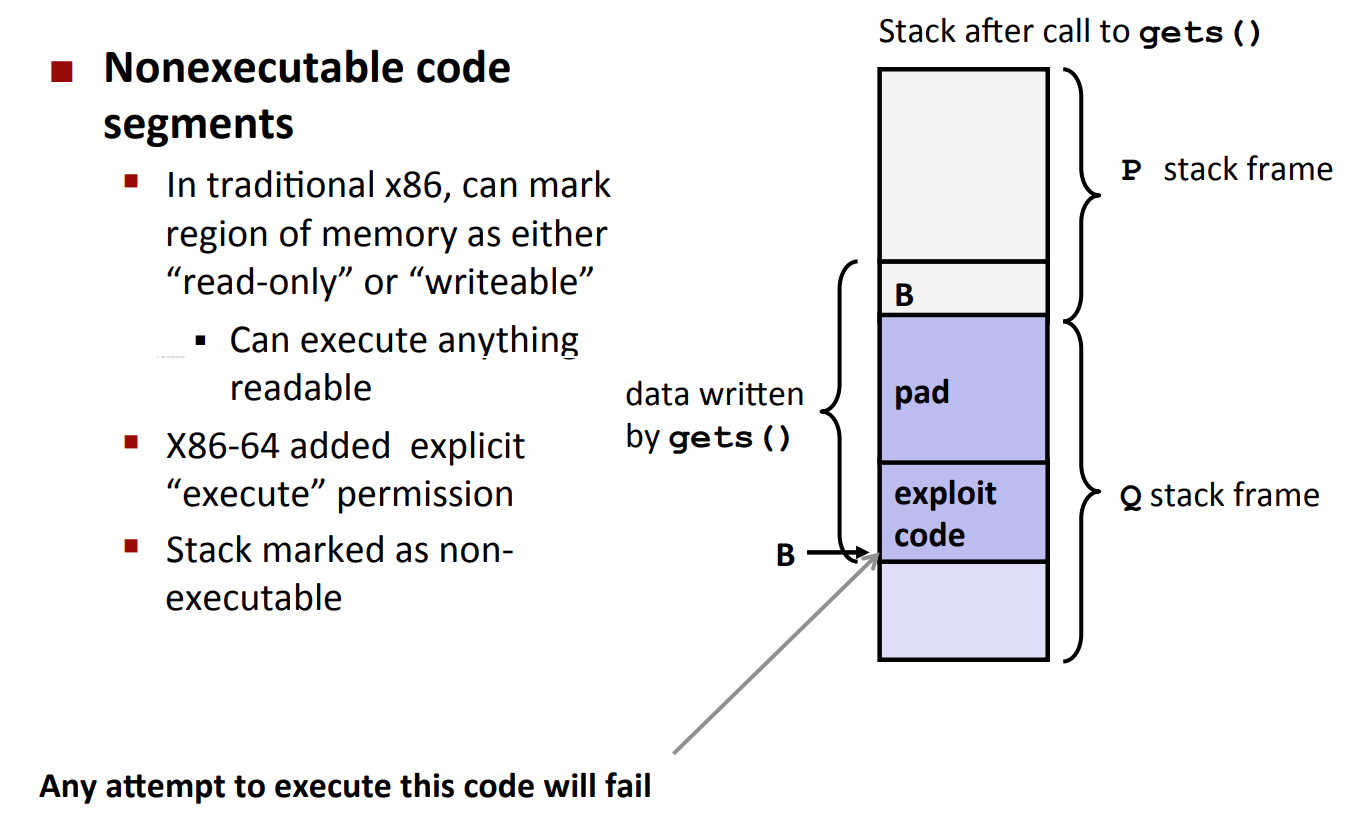 Stack after call to gets()
Nonexecutable code
segments
In traditional x86, can mark
region of memory as either
“read-only” or “writeable”
Can execute anything
readable
X86-64 added explicit
“execute” permission
Stack marked as non-
executable
P stack frame
B
data written
by gets()
pad
exploit
code
Q stack frame
B
Any attempt to execute this code will fail